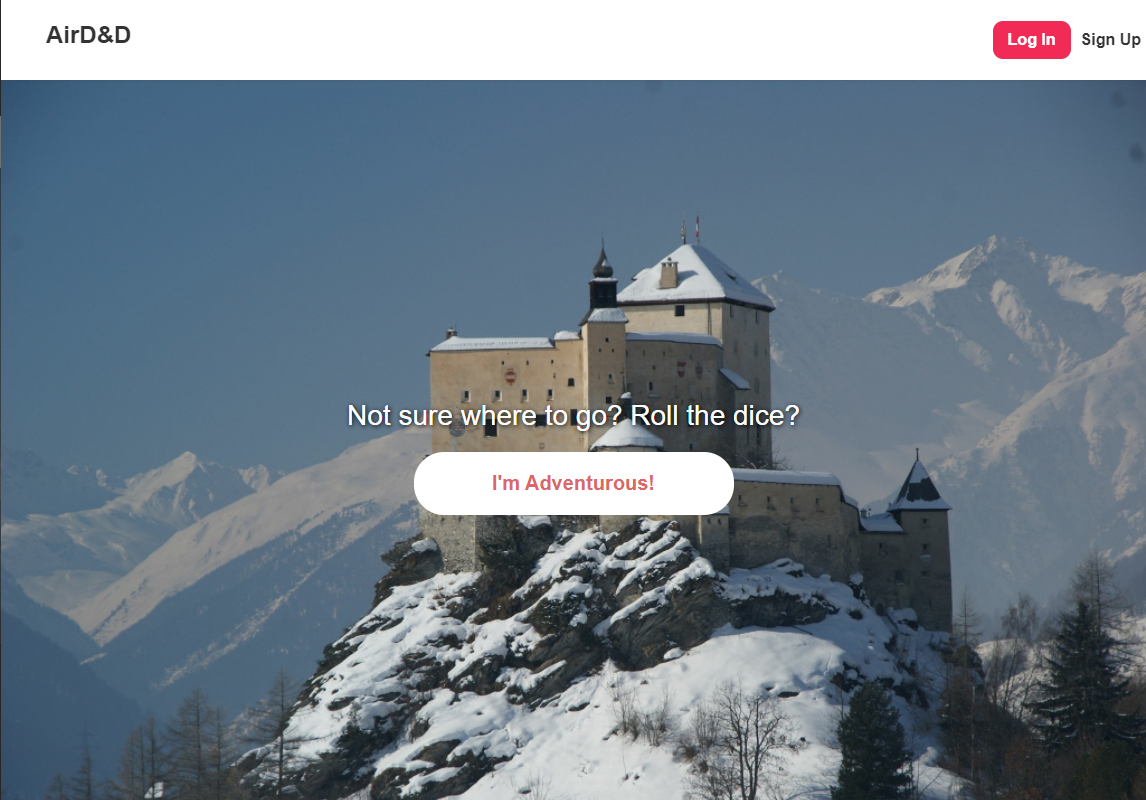 AirD&D
Log In Sign Up
Not sure where to go? Roll the dice?
I'm Adventurous!